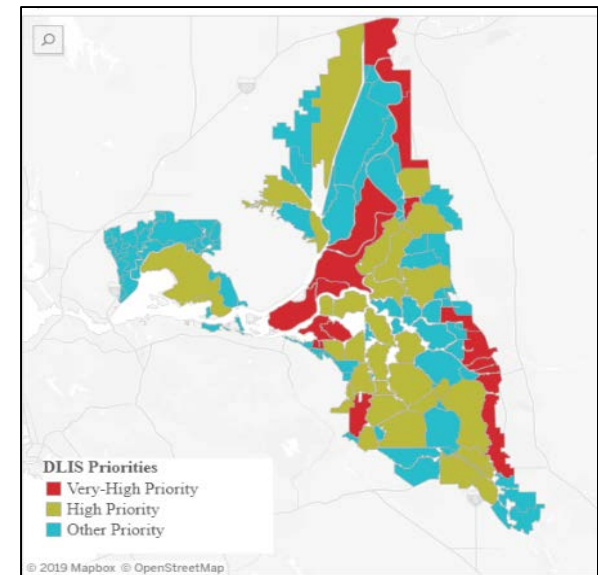 DLIS Priorities
Very-High Priority
High Priority
Other Priority
© 2019 Mapbox © OpenStreetMap